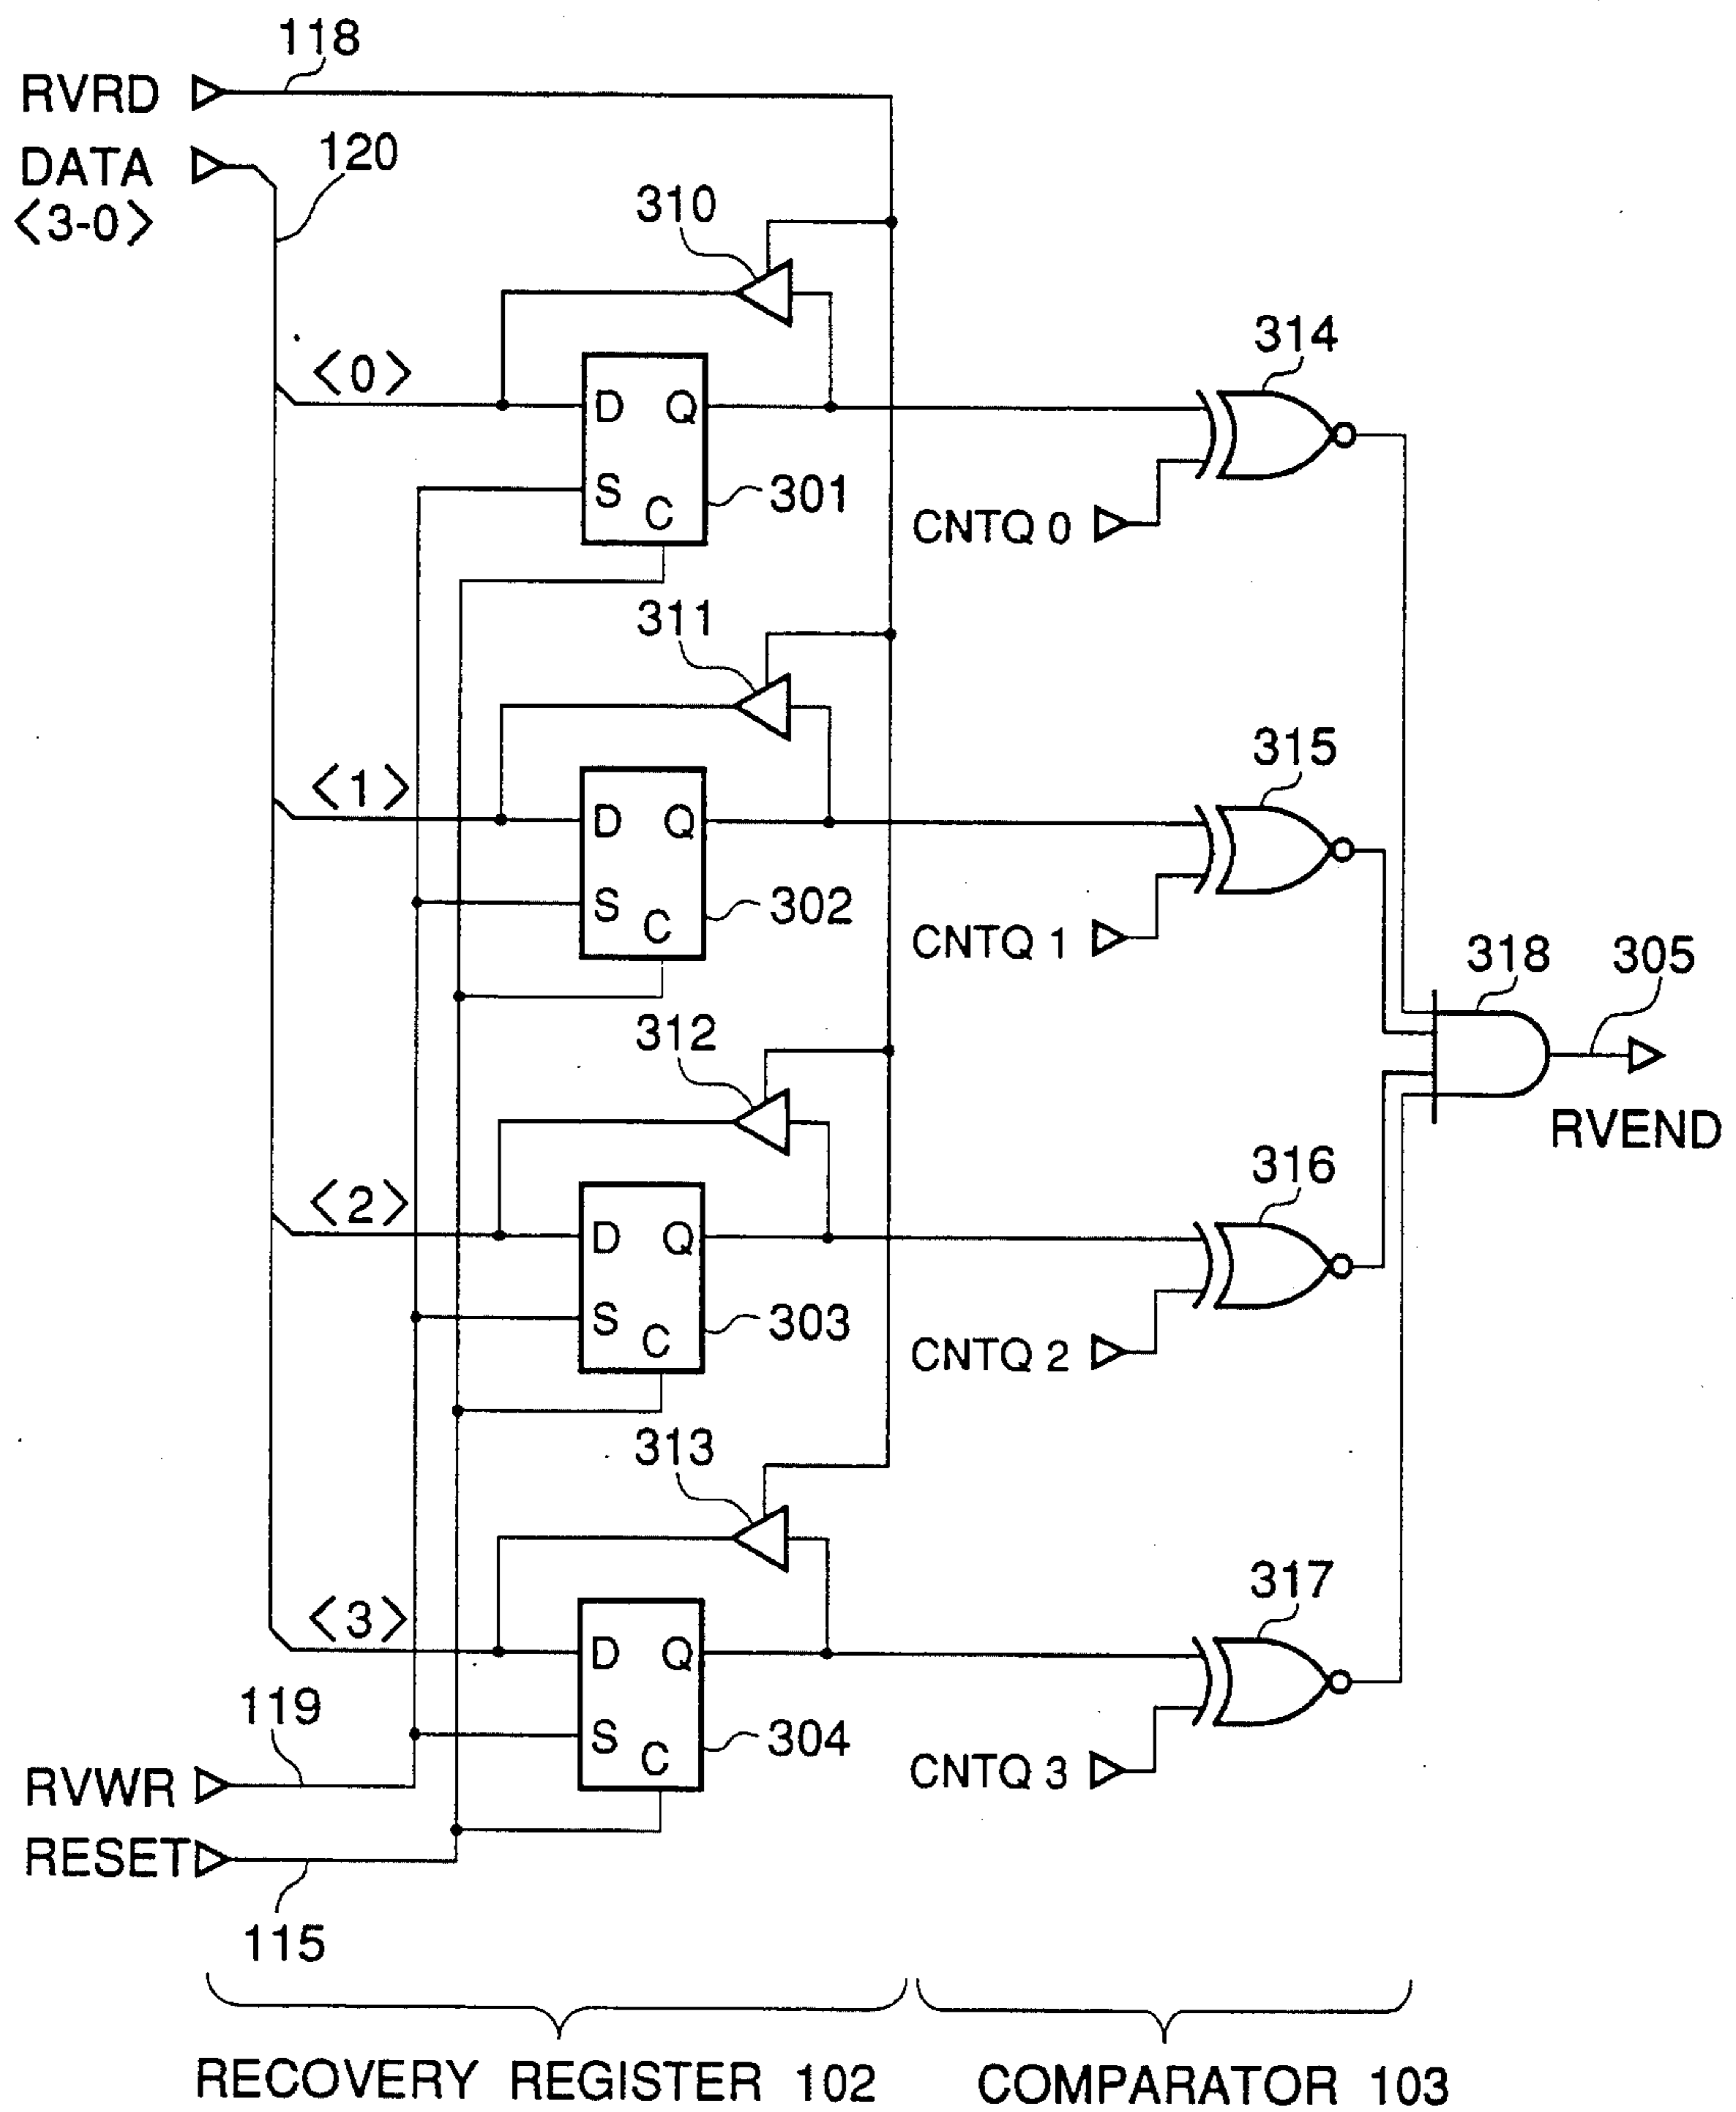 118
RVRD
DATA
<3-0>
120
310
314
<0>
D Q
S C
301
CNTQ 0
311
315
<1>
D Q
S C
302
CNTQ 1
318
305
312
RVEND
316
<2>
D Q
S C
303
CNTQ 2
313
317
<3>
D Q
S C
304
CNTQ 3
119
RVWR
RESET
115
RECOVERY REGISTER 102
COMPARATOR 103